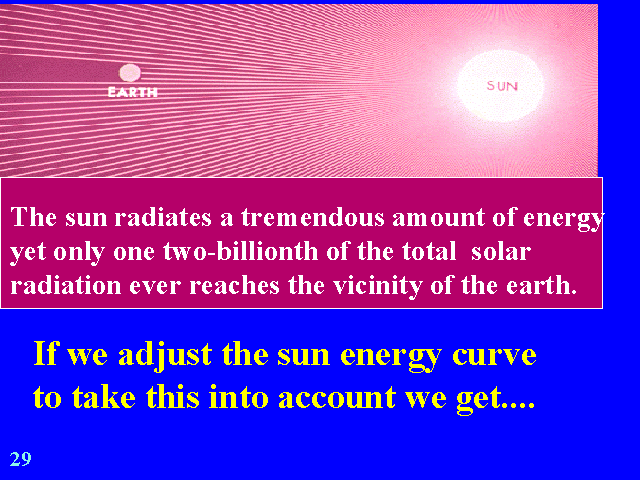 EARTH
SUN
The sun radiates a tremendous amount of energy
yet only one two-billionth of the total solar
radiation ever reaches the vicinity of the earth.
If we adjust the sun energy curve
to take this into account we get....
29